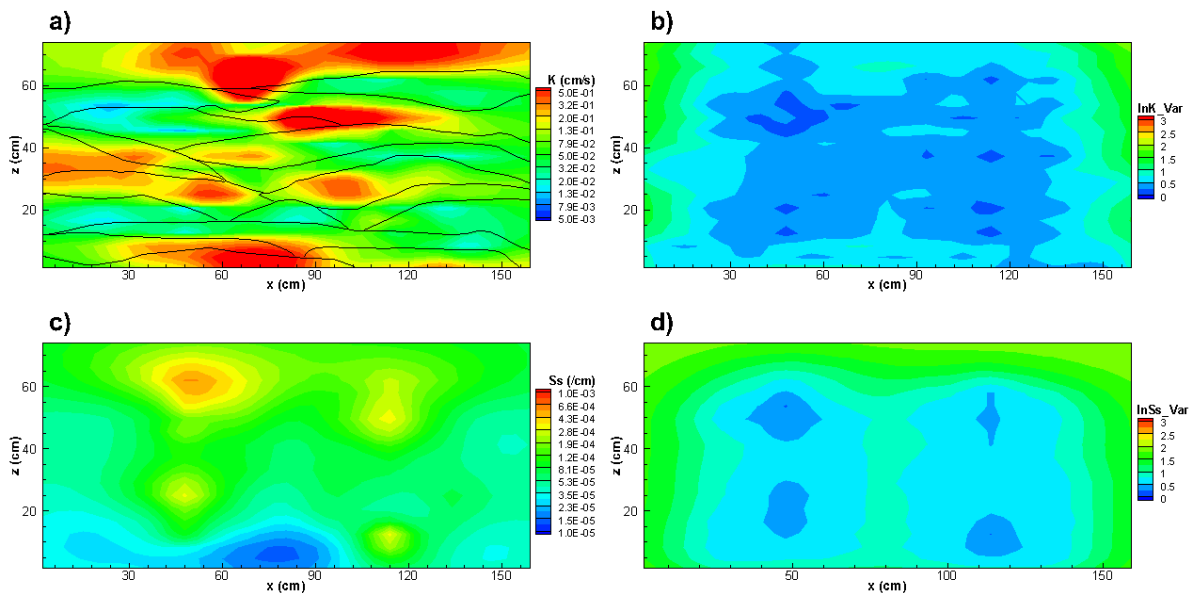 a)
60
40
20
z (cm)
30
60
90
120
150
x (cm)
K (cm/s)
5.0E-01
3.2E-01
2.0E-01
1.3E-01
7.9E-02
5.0E-02
3.2E-02
2.0E-02
1.3E-02
7.9E-03
5.0E-03
b)
60
40
20
z (cm)
30
60
90
120
150
x (cm)
lnK_Var
3
2.5
2
1.5
1
0.5
0
c)
60
40
20
z (cm)
30
60
90
120
150
x (cm)
Ss (/cm)
1.0E-03
6.6E-04
4.3E-04
2.8E-04
1.9E-04
1.2E-04
8.1E-05
5.3E-05
3.5E-05
2.3E-05
1.5E-05
1.0E-05
d)
60
40
20
z (cm)
50
100
150
x (cm)
lnSs_Var
3
2.5
2
1.5
1
0.5
0